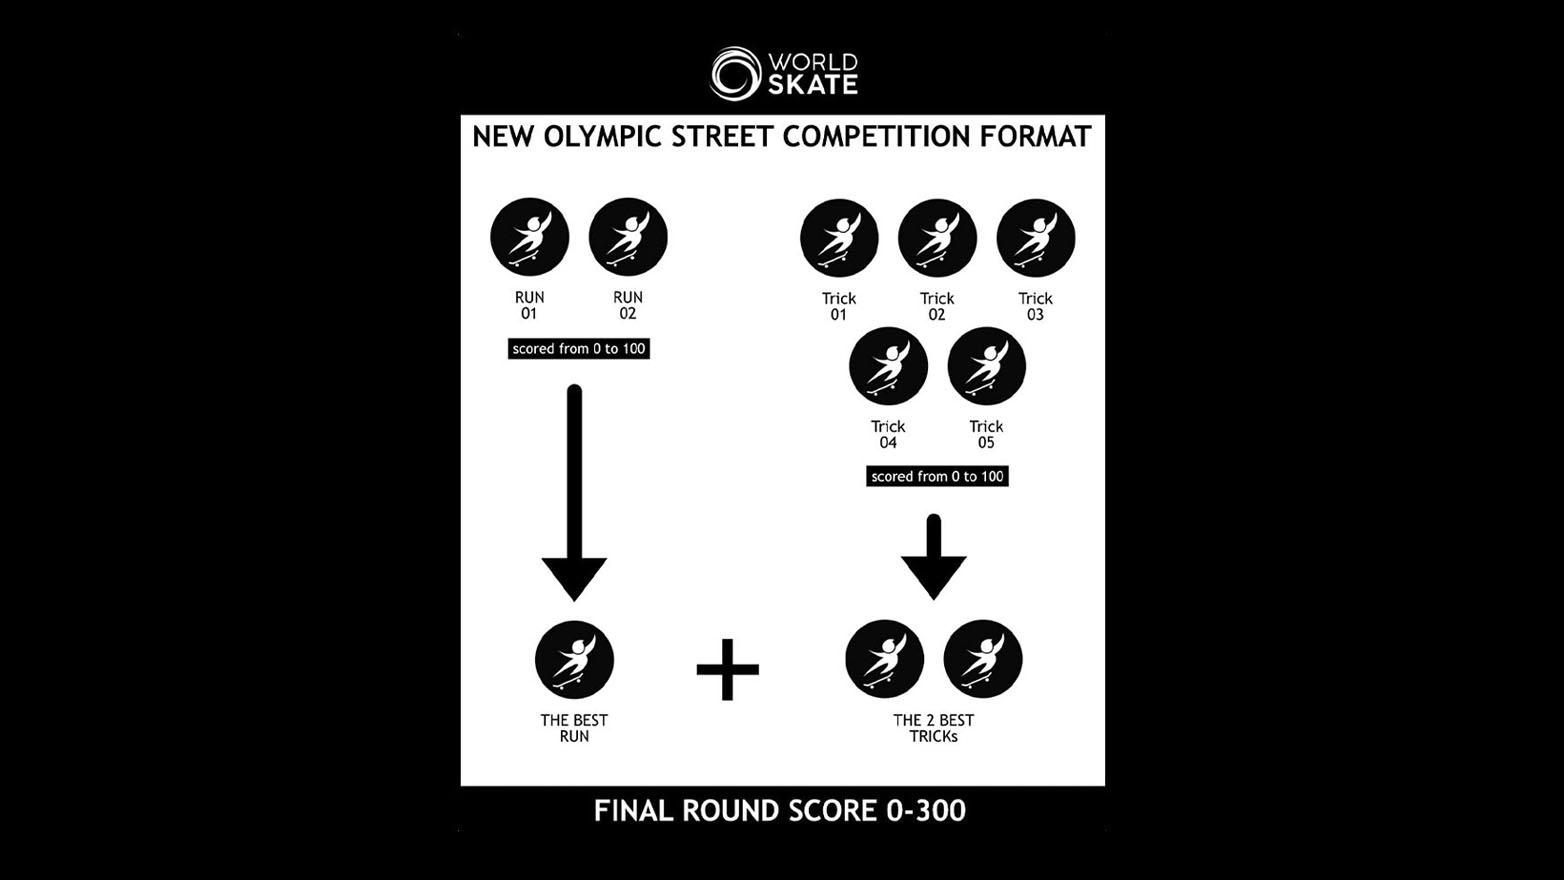 WORLD
SKATE
NEW OLYMPIC STREET COMPETITION FORMAT
RUN
01
RUN
02
scored from 0 to 100
Trick
01
Trick
02
Trick
03
Trick
04
Trick
05
scored from 0 to 100
THE BEST
RUN
+
THE 2 BEST
TRICKs
FINAL ROUND SCORE 0-300